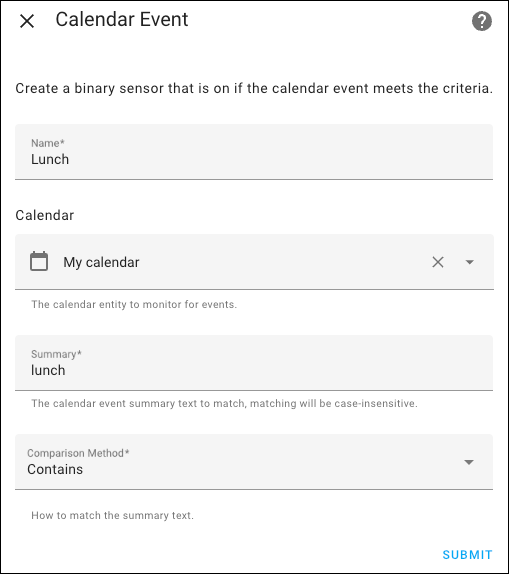 Calendar Event
Create a binary sensor that is on if the calendar event meets the criteria.
Name*
Lunch
Calendar
My calendar
The calendar entity to monitor for events.
Summary*
lunch
The calendar event summary text to match, matching will be case-insensitive.
Comparison Method*
Contains
How to match the summary text.
SUBMIT